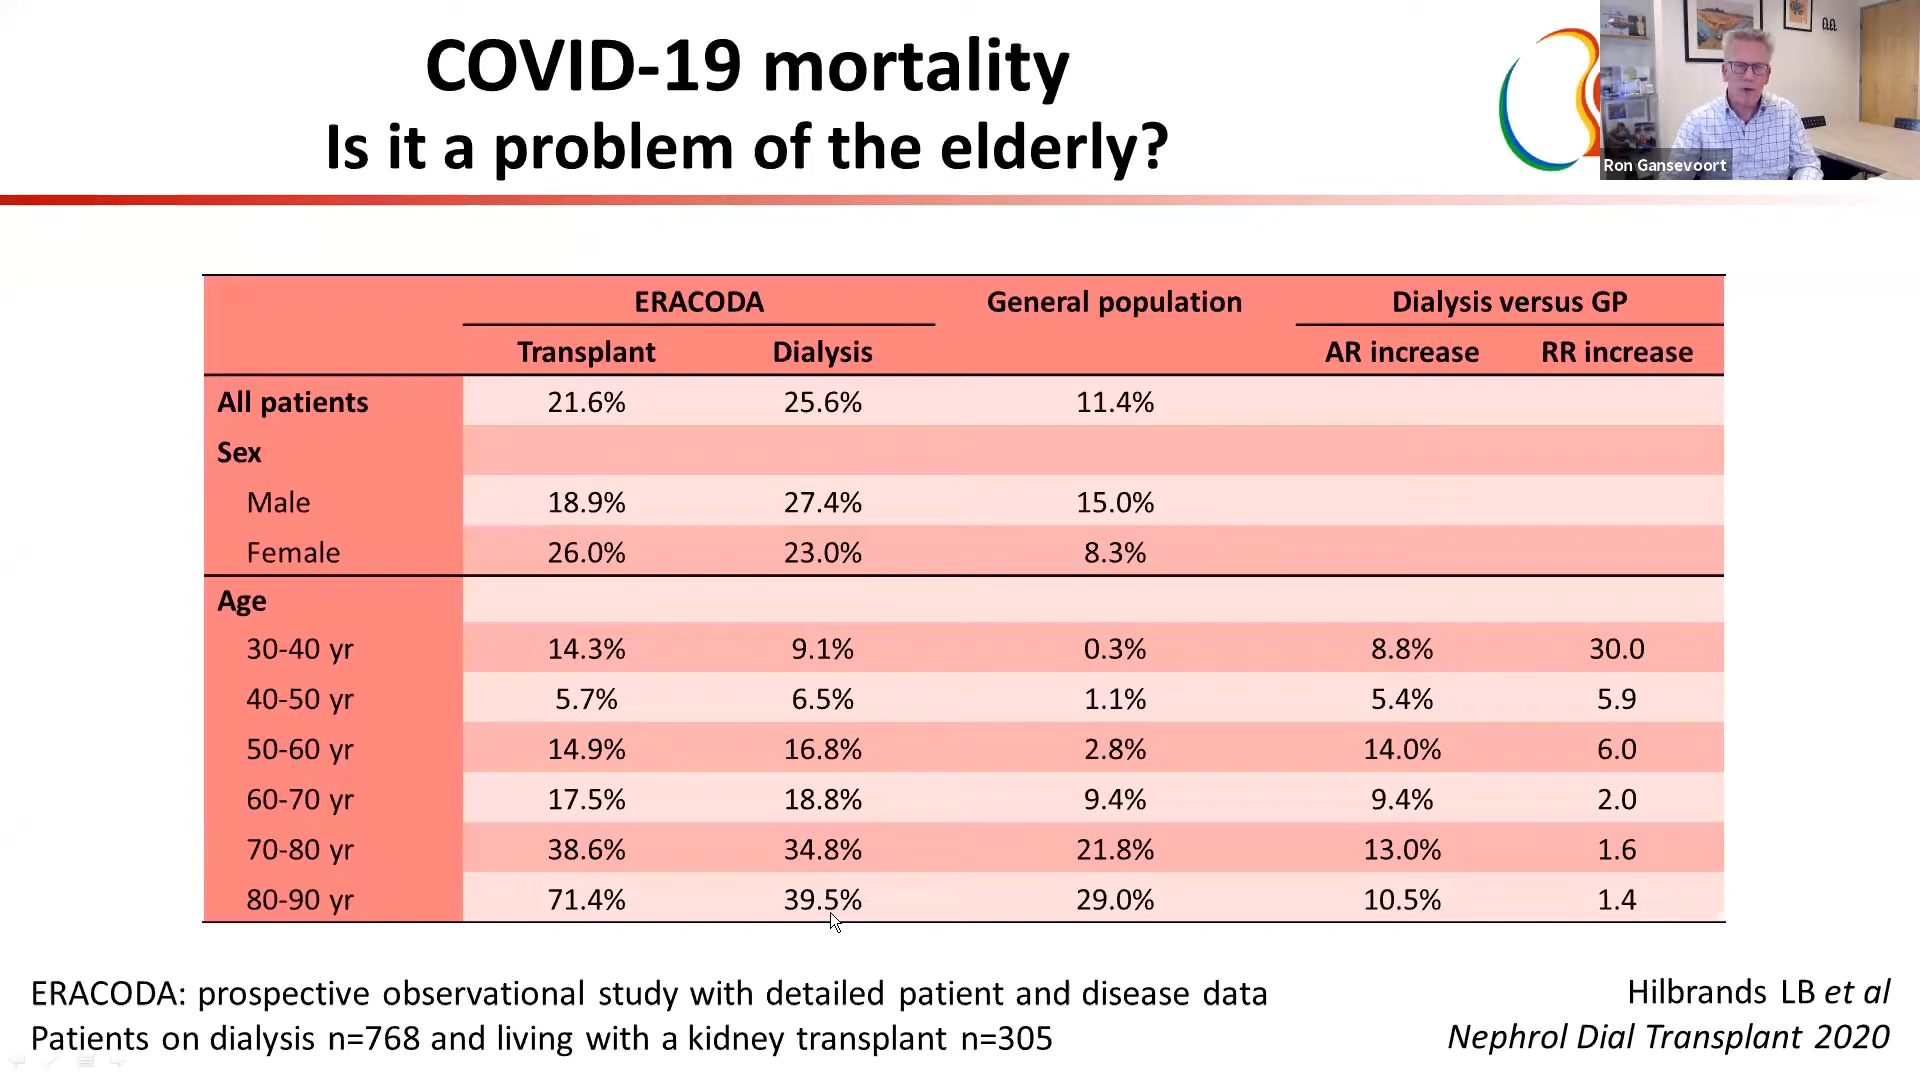 COVID-19 mortality
Is it a problem of the elderly?
Ron Gansevoort
ERACODA General population Dialysis versus GP
Transplant Dialysis AR increase RR increase
All patients 21.6% 25.6% 11.4%
Sex
Male 18.9% 27.4% 15.0%
Female 26.0% 23.0% 8.3%
Age
30-40 yr 14.3% 9.1% 0.3% 8.8% 30.0
40-50 yr 5.7% 6.5% 1.1% 5.4% 5.9
50-60 yr 14.9% 16.8% 2.8% 14.0% 6.0
60-70 yr 17.5% 18.8% 9.4% 9.4% 2.0
70-80 yr 38.6% 34.8% 21.8% 13.0% 1.6
80-90 yr 71.4% 39.5% 29.0% 10.5% 1.4
ERACODA: prospective observational study with detailed patient and disease data
Patients on dialysis n=768 and living with a kidney transplant n=305
Hilbrands LB et al
Nephrol Dial Transplant 2020